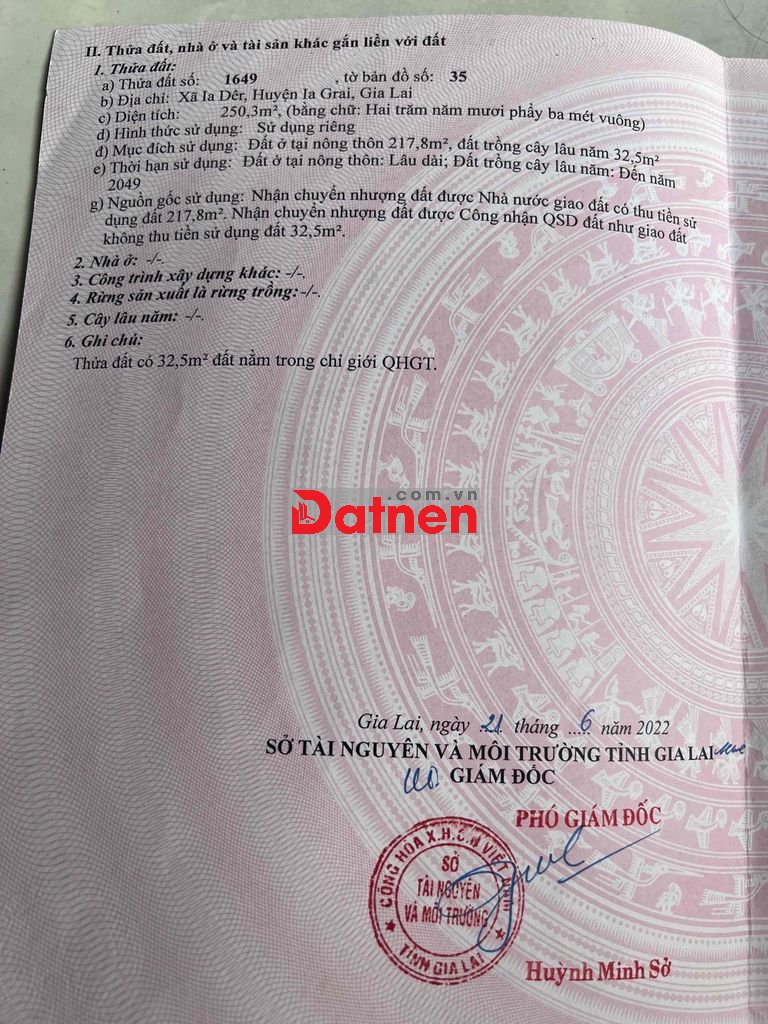 II. Thửa đất, nhà ở và tài sản khác gắn liền với đất
1. Thửa đất:
a) Thửa đất số: 1649 , tờ bản đồ số: 35
b) Địa chỉ: Xã Ia Dêr, Huyện Ia Grai, Gia Lai
c) Diện tích: 250,3m², (bằng chữ: Hai trăm năm mươi phẩy ba mét vuông)
d) Hình thức sử dụng: Sử dụng riêng
đ) Mục đích sử dụng: Đất ở tại nông thôn 217,8m², đất trồng cây lâu năm 32,5m²
e) Thời hạn sử dụng: Đất ở tại nông thôn: Lâu dài; Đất trồng cây lâu năm: Đến năm
2049
g) Nguồn gốc sử dụng: Nhận chuyển nhượng đất được Nhà nước giao đất có thu tiền sử
dụng đất 217,8m². Nhận chuyển nhượng đất được Công nhận QSD đất như giao đất
không thu tiền sử dụng đất 32,5m².
2. Nhà ở: -/-.
3. Công trình xây dựng khác: -/-.
4. Rừng sản xuất là rừng trồng:-/-.
5. Cây lâu năm: -/-.
6. Ghi chú:
Thửa đất có 32,5m² đất nằm trong chỉ giới QHGT.
.com.vn
Datnen
Gia Lai, ngày 21 tháng ....6 năm 2022
SỞ TÀI NGUYÊN VÀ MÔI TRƯỜNG TỈNH GIA LAI
GIÁM ĐỐC
PHÓ GIÁM ĐỐC
CỘNG HÒA X.H.C.N VIỆT NAM
SỞ
TÀI NGUYÊN
VÀ MÔI TRƯỜNG
TỈNH GIA LAI
Huỳnh Minh Sở